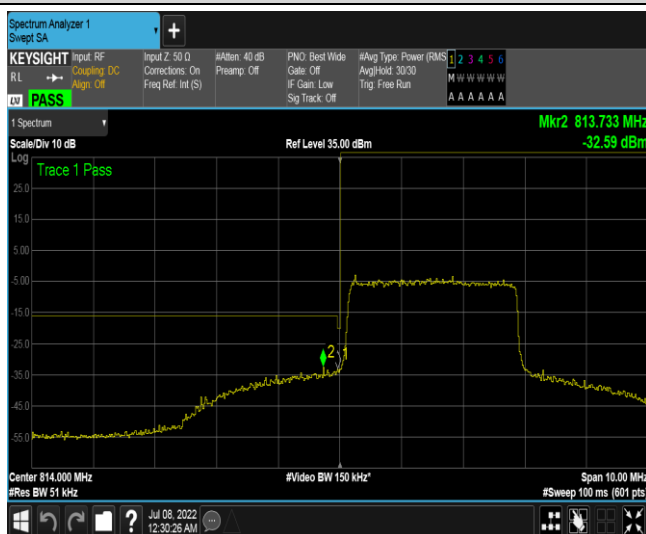 Spectrum Analyzer 1
Swept SA
+
KEYSIGHT
RL
LXI PASS
Input: RF
Coupling: DC
Align: Off
Input Z: 50 Ω
Corrections: On
Freq Ref: Int (S)
#Atten: 40 dB
Preamp: Off
PNO: Best Wide
Gate: Off
IF Gain: Low
Sig Track: Off
#Avg Type: Power (RMS
Avg|Hold: 30/30
Trig: Free Run
1 2 3 4 5 6
M W W W W W
A A A A A A
1 Spectrum
Scale/Div 10 dB
Ref Level 35.00 dBm
Mkr2 813.733 MHz
-32.59 dBm
Log
Trace 1 Pass
25.0
15.0
5.00
-5.00
-15.0
-25.0
2
-35.0
-45.0
-55.0
Center 814.000 MHz
#Video BW 150 kHz*
Span 10.00 MHz
#Res BW 51 kHz
#Sweep 100 ms (601 pts)
?
Jul 08, 2022
12:30:26 AM